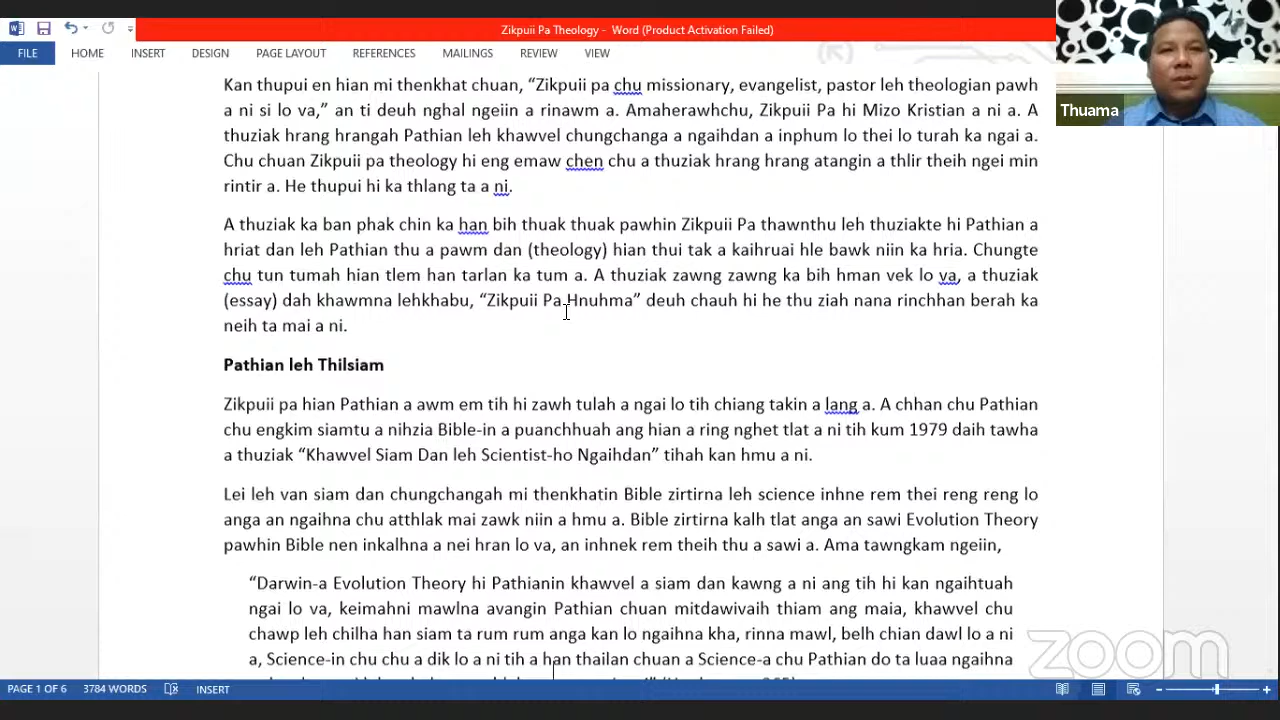 Zikpuii Pa Theology - Word (Product Activation Failed)
FILE HOME INSERT DESIGN PAGE LAYOUT REFERENCES MAILINGS REVIEW VIEW
Thuama
Kan thupui en hian mi thenkhat chuan, “Zikpuii pa chu missionary, evangelist, pastor leh theologian pawh
a ni si lo va,” an ti deuh nghal ngeiin a rinawm a. Amaherawhchu, Zikpuii Pa hi Mizo Kristian a ni a. A
thuziak hrang hrangah Pathian leh khawvel chungchanga a ngaihdan a inphum lo thei lo turah ka ngai a.
Chu chuan Zikpuii pa theology hi eng emaw chen chu a thuziak hrang hrang atangin a thlir theih ngei min
rintir a. He thupui hi ka thlang ta a ni.
A thuziak ka ban phak chin ka han bih thuak thuak pawhin Zikpuii Pa thawnthu leh thuziakte hi Pathian a
hriat dan leh Pathian thu a pawm dan (theology) hian thui tak a kaihruai hle bawk niin ka hria. Chungte
chu tun tumah hian tlem han tarlan ka tum a. A thuziak zawng zawng ka bih hman vek lo va, a thuziak
(essay) dah khawmna lehkhabu, “Zikpuii Pa Hnuhma” deuh chauh hi he thu ziah nana rinchhan berah ka
neih ta mai a ni.
Pathian leh Thilsiam
Zikpuii pa hian Pathian a awm em tih hi zawh tulah a ngai lo tih chiang takin a lang a. A chhan chu Pathian
chu engkim siamtu a nihzia Bible-in a puanchhuah ang hian a ring nghet tlat a ni tih kum 1979 daih tawha
a thuziak “Khawvel Siam Dan leh Scientist-ho Ngaihdan” tihah kan hmu a ni.
Lei leh van siam dan chungchangah mi thenkhatin Bible zirtirna leh science inhne rem thei reng reng lo
anga an ngaihna chu atthlak mai zawk niin a hmu a. Bible zirtirna kalh tlat anga an sawi Evolution Theory
pawhin Bible nen inkalhna a nei hran lo va, an inhnek rem theih thu a sawi a. Ama tawngkam ngeiin,
“Darwin-a Evolution Theory hi Pathianin khawvel a siam dan kawng a ni ang tih hi kan ngaihtuah
ngai lo va, keimahni mawlna avangin Pathian chuan mitdawivaih thiam ang maia, khawvel chu
chawp leh chilha han siam ta rum rum anga kan lo ngaihna kha, rinna mawl, belh chian dawl lo a ni
a, Science-in chu chu a dik lo a ni tih a han thailan chuan a Science-a chu Pathian do ta luaa ngaihna
zoom
PAGE 1 OF 6 3784 WORDS INSERT